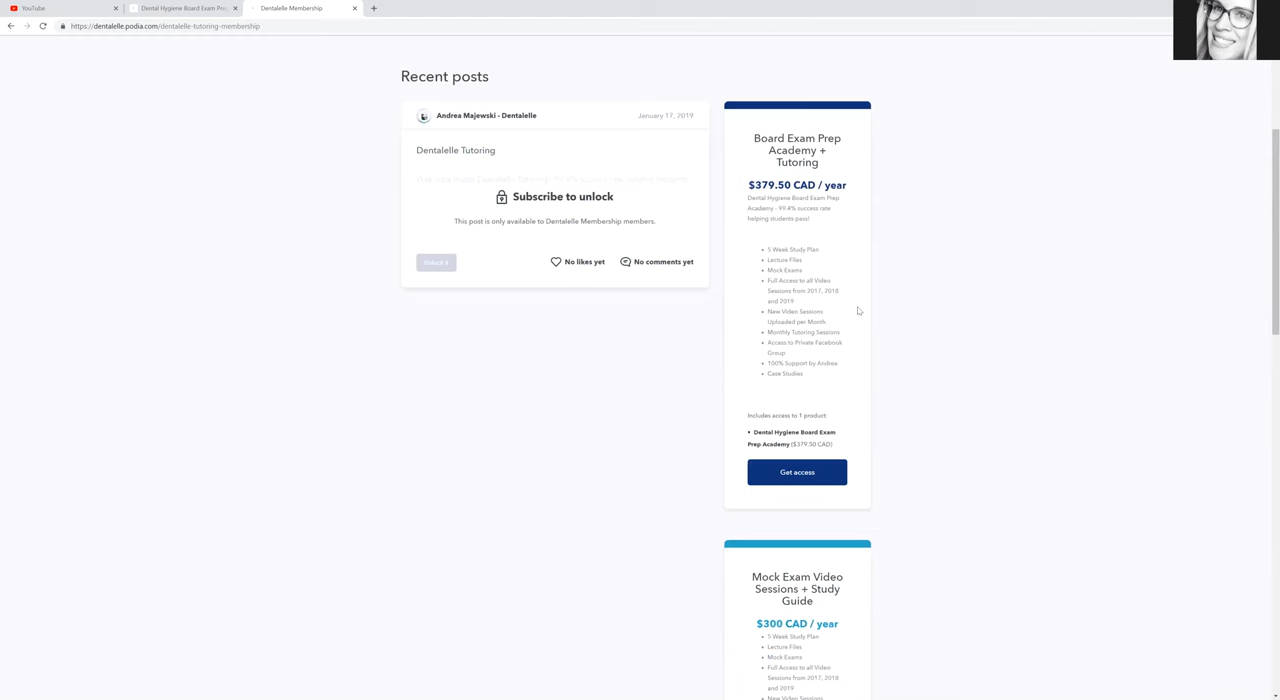 YouTube
Dental Hygiene Board Exam Pre
Dentalelle Membership
https://dentalelle.podia.com/dentalelle-tutoring-membership
Recent posts
Andrea Majewski - Dentalelle
January 17, 2019
Dentalelle Tutoring
Subscribe to unlock
This post is only available to Dentalelle Membership members.
Unlock it
No likes yet
No comments yet
Board Exam Prep
Academy +
Tutoring
$379.50 CAD / year
Dental Hygiene Board Exam Prep
Academy - 99.4% success rate
helping students pass!
• 5 Week Study Plan
• Lecture Files
• Mock Exams
• Full Access to all Video
Sessions from 2017, 2018
and 2019
• New Video Sessions
Uploaded per Month
• Monthly Tutoring Sessions
• Access to Private Facebook
Group
• 100% Support by Andrea
• Case Studies
Includes access to 1 product:
• Dental Hygiene Board Exam
Prep Academy ($379.50 CAD)
Get access
Mock Exam Video
Sessions + Study
Guide
$300 CAD / year
• 5 Week Study Plan
• Lecture Files
• Mock Exams
• Full Access to all Video
Sessions from 2017, 2018
and 2019
• New Video Sessions